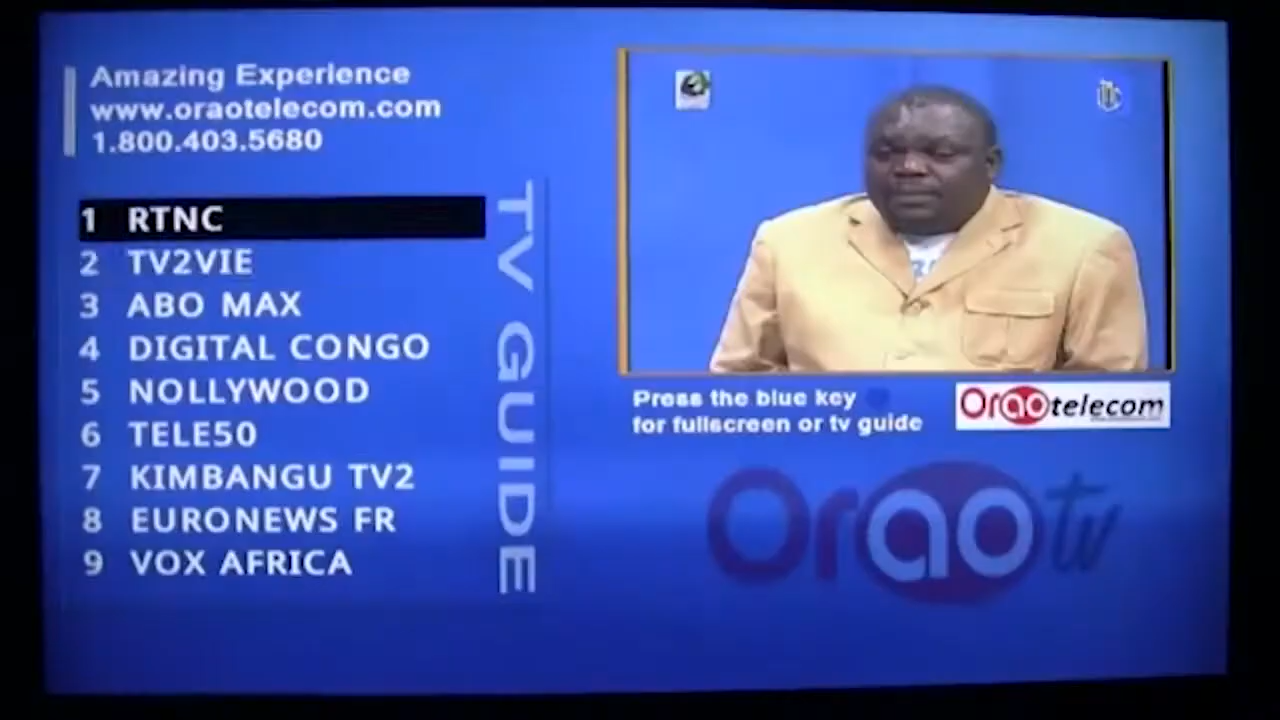 Amazing Experience
www.oraotelecom.com
1.800.403.5680
1 RTNC
2 TV2VIE
3 ABO MAX
4 DIGITAL CONGO
5 NOLLYWOOD
6 TELE50
7 KIMBANGU TV2
8 EURONEWS FR
9 VOX AFRICA
TV GUIDE
Press the blue key
for fullscreen or tv guide
Oraotelecom
Orao tv